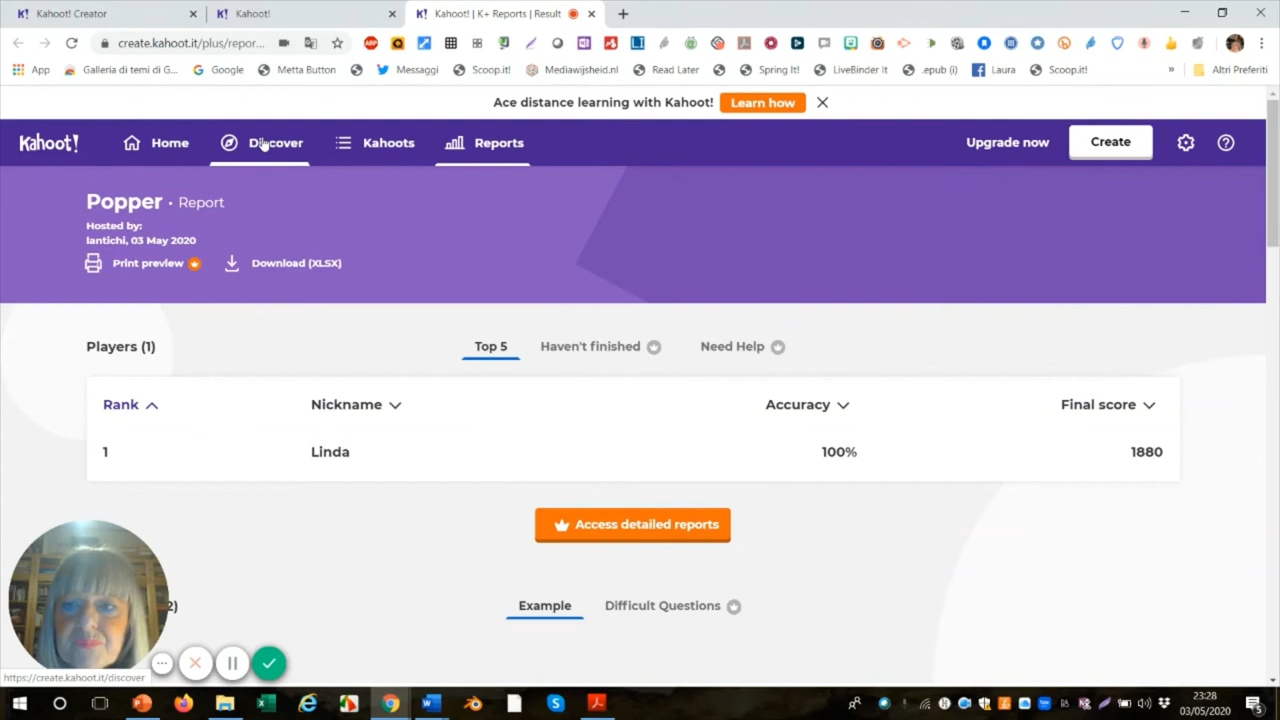 Kahoot! Creator
Kahoot!
Kahoot! | K+ Reports | Result
create.kahoot.it/plus/repor...
App
Galleria di temi di G...
Google
Metta Button
Messaggi
Scoop.it!
Mediawijsheid.nl
Read Later
Spring It!
LiveBinder It
.epub (i)
Laura
Scoop.it!
»
Altri Preferiti
Ace distance learning with Kahoot! Learn how
Kahoot! Home Discover Kahoots Reports Upgrade now Create
Popper · Report
Hosted by:
lantichi, 03 May 2020
Print preview Download (XLSX)
Players (1) Top 5 Haven't finished Need Help
Rank Nickname Accuracy Final score
1 Linda 100% 1880
Access detailed reports
2) Example Difficult Questions
https://create.kahoot.it/discover
23:28
03/05/2020
5